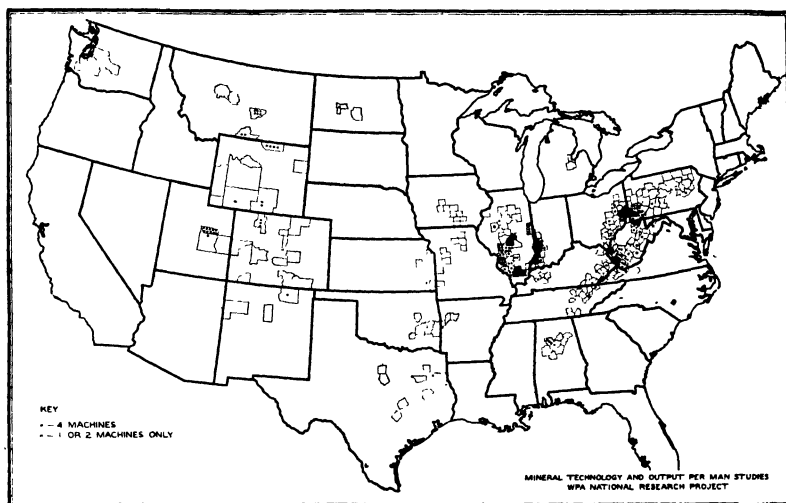 KEY
• – 4 MACHINES
• – 1 OR 2 MACHINES ONLY
MINERAL TECHNOLOGY AND OUTPUT PER MAN STUDIES
WPA NATIONAL RESEARCH PROJECT